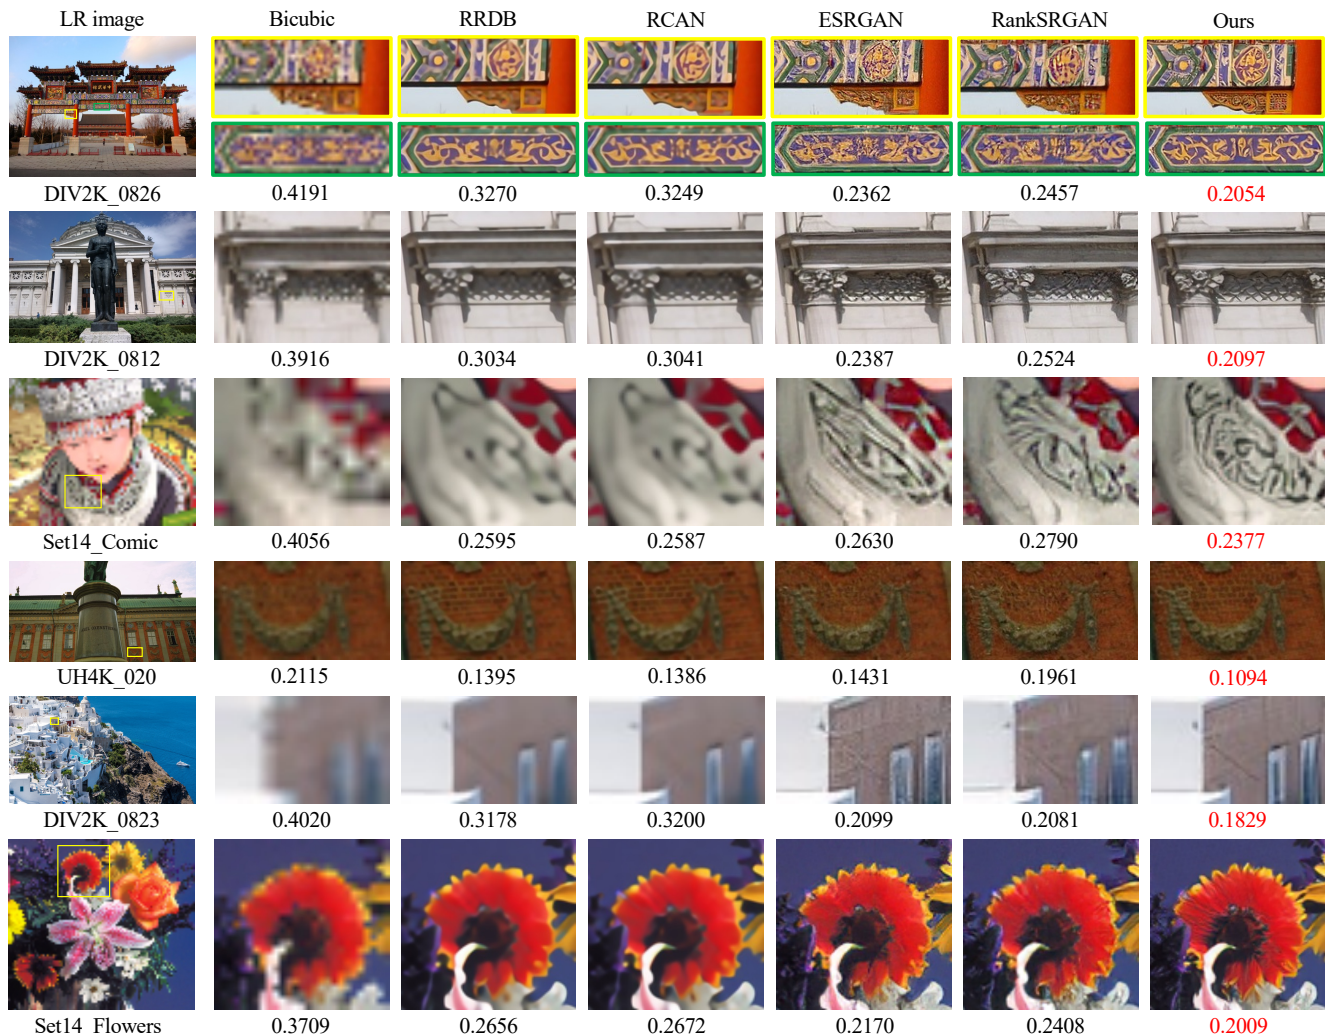 LR image Bicubic RRDB RCAN ESRGAN RankSRGAN Ours
DIV2K_0826 0.4191 0.3270 0.3249 0.2362 0.2457 0.2054
DIV2K_0812 0.3916 0.3034 0.3041 0.2387 0.2524 0.2097
Set14_Comic 0.4056 0.2595 0.2587 0.2630 0.2790 0.2377
UH4K_020 0.2115 0.1395 0.1386 0.1431 0.1961 0.1094
DIV2K_0823 0.4020 0.3178 0.3200 0.2099 0.2081 0.1829
Set14_Flowers 0.3709 0.2656 0.2672 0.2170 0.2408 0.2009